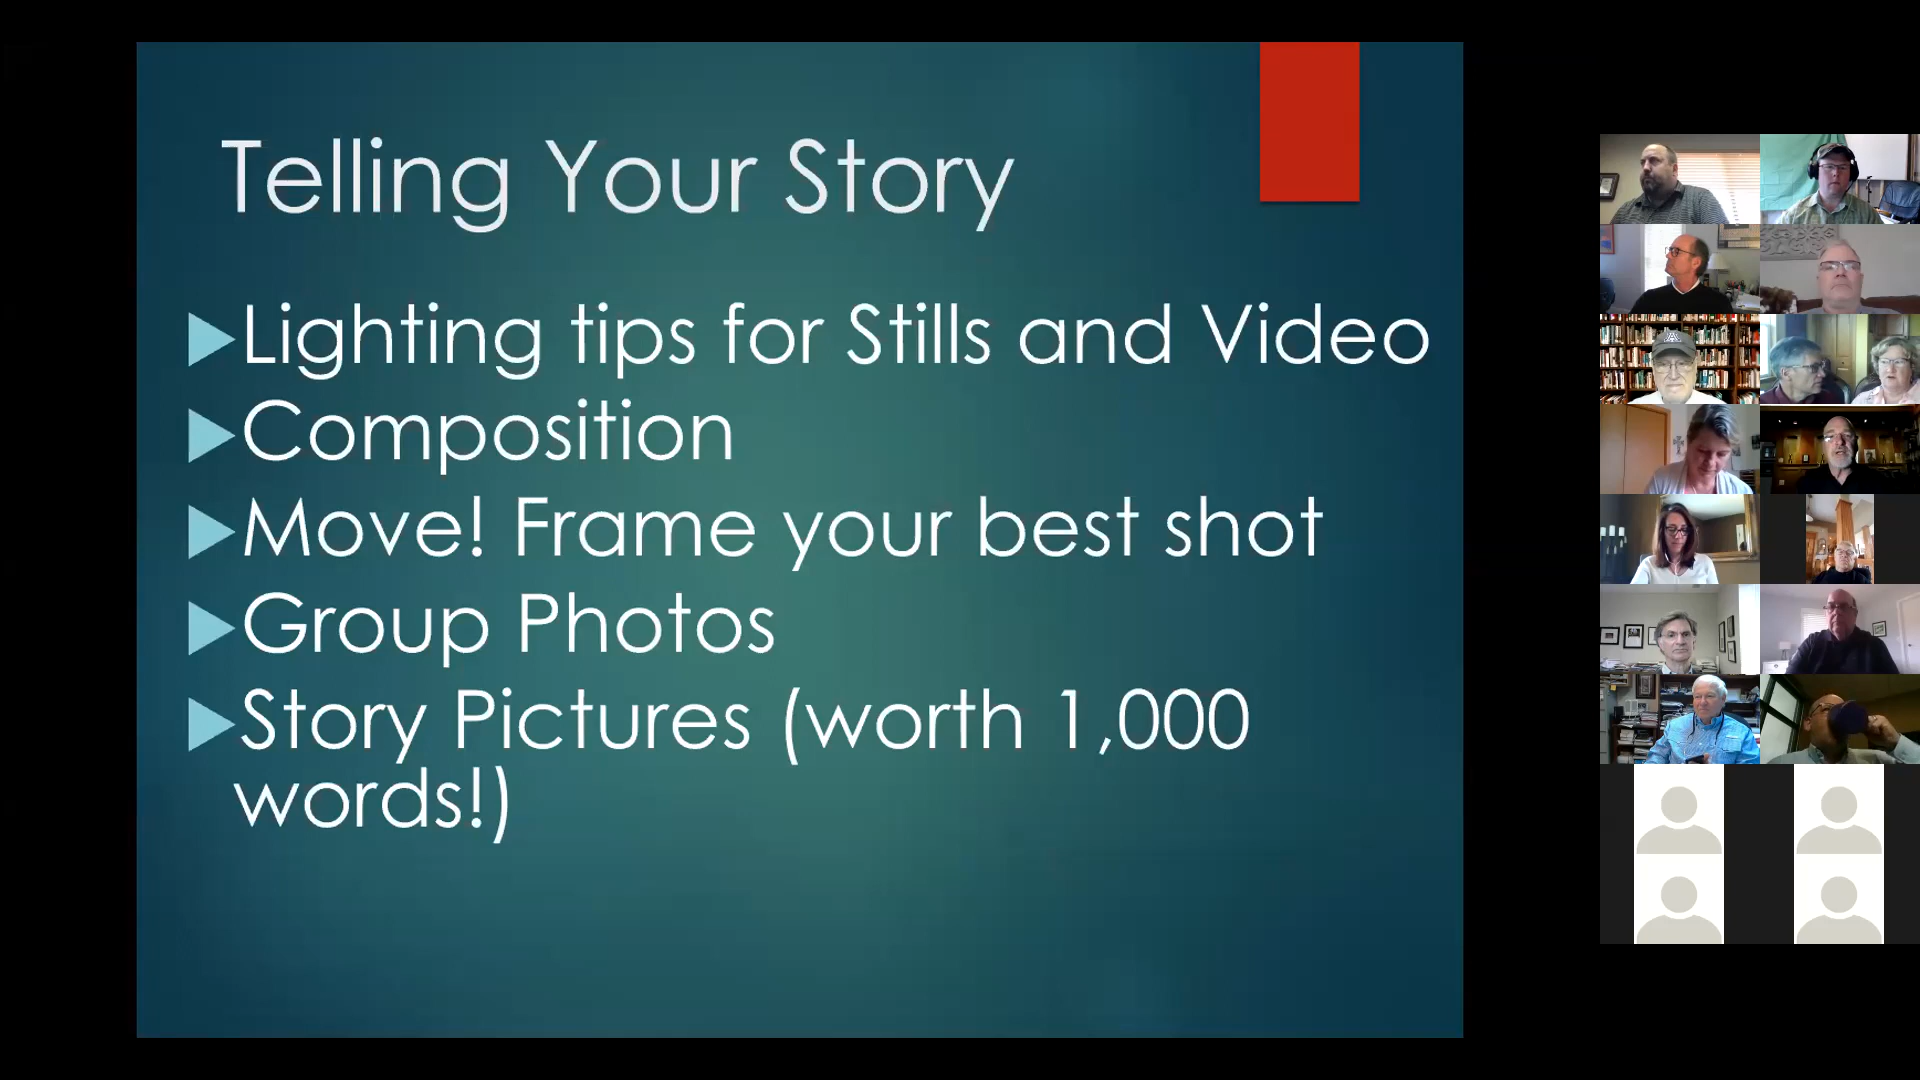 Telling Your Story
Lighting tips for Stills and Video
Composition
Move! Frame your best shot
Group Photos
Story Pictures (worth 1,000
words!)